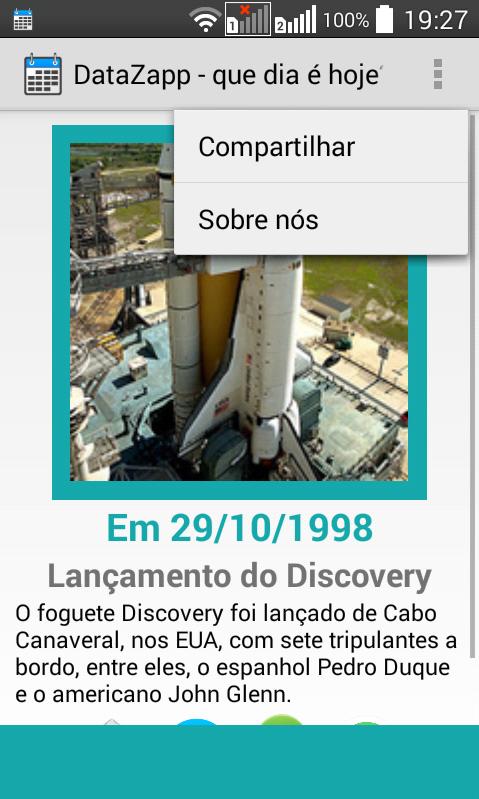 1 2 100% 19:27
DataZapp - que dia é hoje
Compartilhar
Sobre nós
Em 29/10/1998
Lançamento do Discovery
O foguete Discovery foi lançado de Cabo
Canaveral, nos EUA, com sete tripulantes a
bordo, entre eles, o espanhol Pedro Duque
e o americano John Glenn.